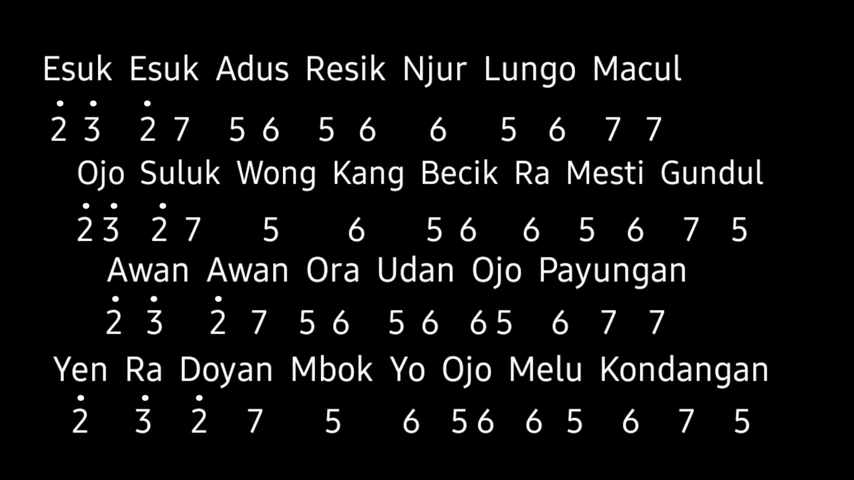 Esuk Esuk Adus Resik Njur Lungo Macul
2̇ 3̇ 2̇ 7 5 6 5 6 6 5 6 7 7
Ojo Suluk Wong Kang Becik Ra Mesti Gundul
2̇ 3̇ 2̇ 7 5 6 5 6 6 5 6 7 5
Awan Awan Ora Udan Ojo Payungan
2̇ 3̇ 2̇ 7 5 6 5 6 6 5 6 7 7
Yen Ra Doyan Mbok Yo Ojo Melu Kondangan
2̇ 3̇ 2̇ 7 5 6 5 6 6 5 6 7 5